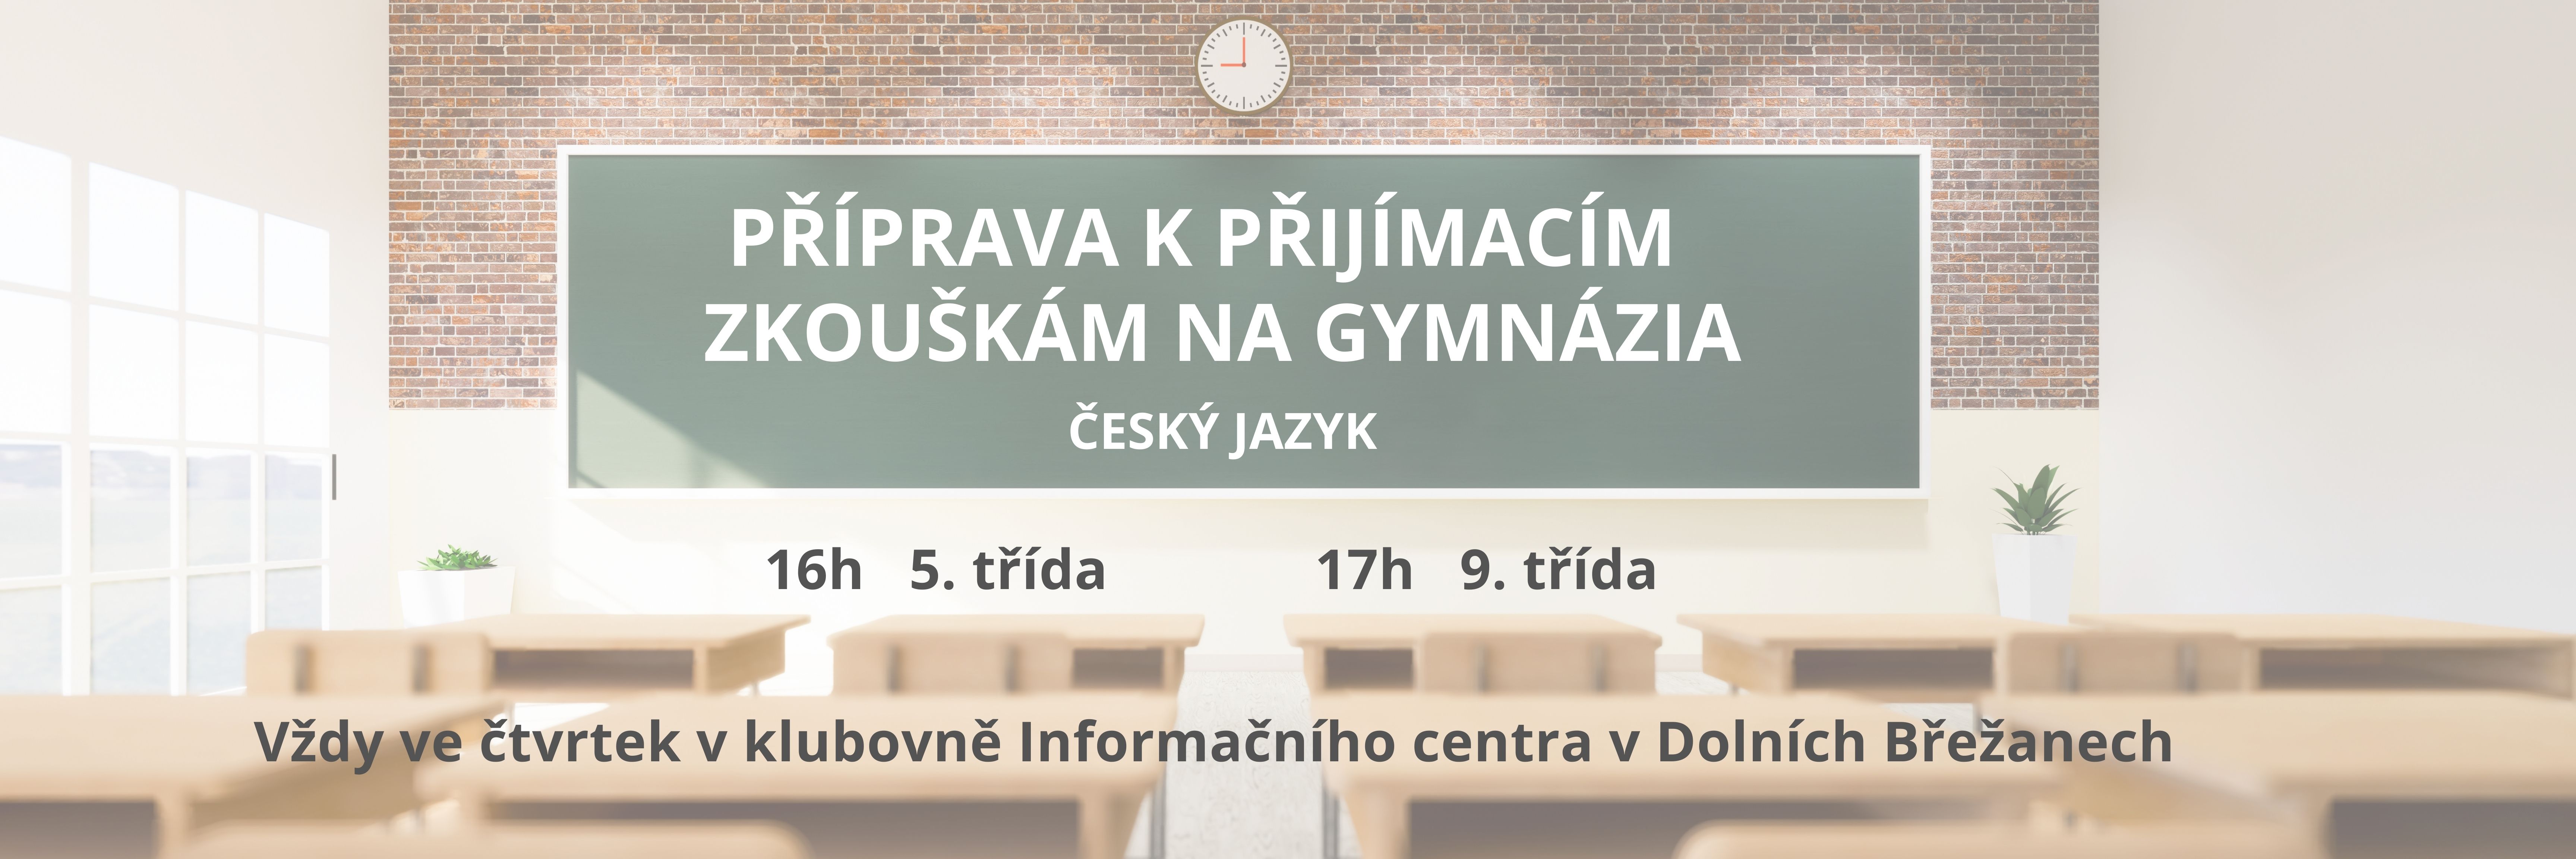 PŘÍPRAVA K PŘIJÍMACÍM
ZKOUŠKÁM NA GYMNÁZIA
ČESKÝ JAZYK
16h 5. třída 17h 9. třída
Vždy ve čtvrtek v klubovně Informačního centra v Dolních Břežanech